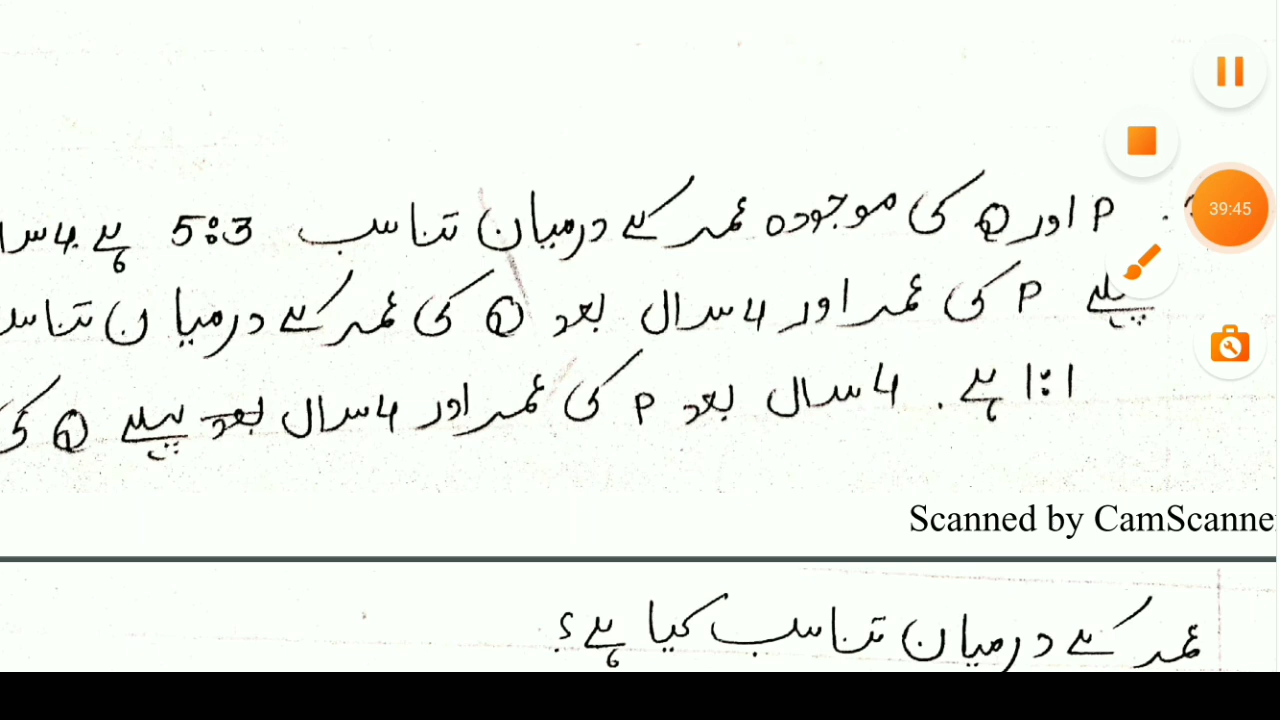 39:45
P اور Q کی موجودہ عمر کے درمیان تناسب 5:3 ہے 4
پہلے P کی عمر اور 4 سال بعد Q کی عمر کے درمیان
1:1 ہے . 4 سال بعد P کی عمر اور 4 سال بعد پہلے Q کی
Scanned by CamScanne
عمر کے درمیان تناسب کیا ہے؟